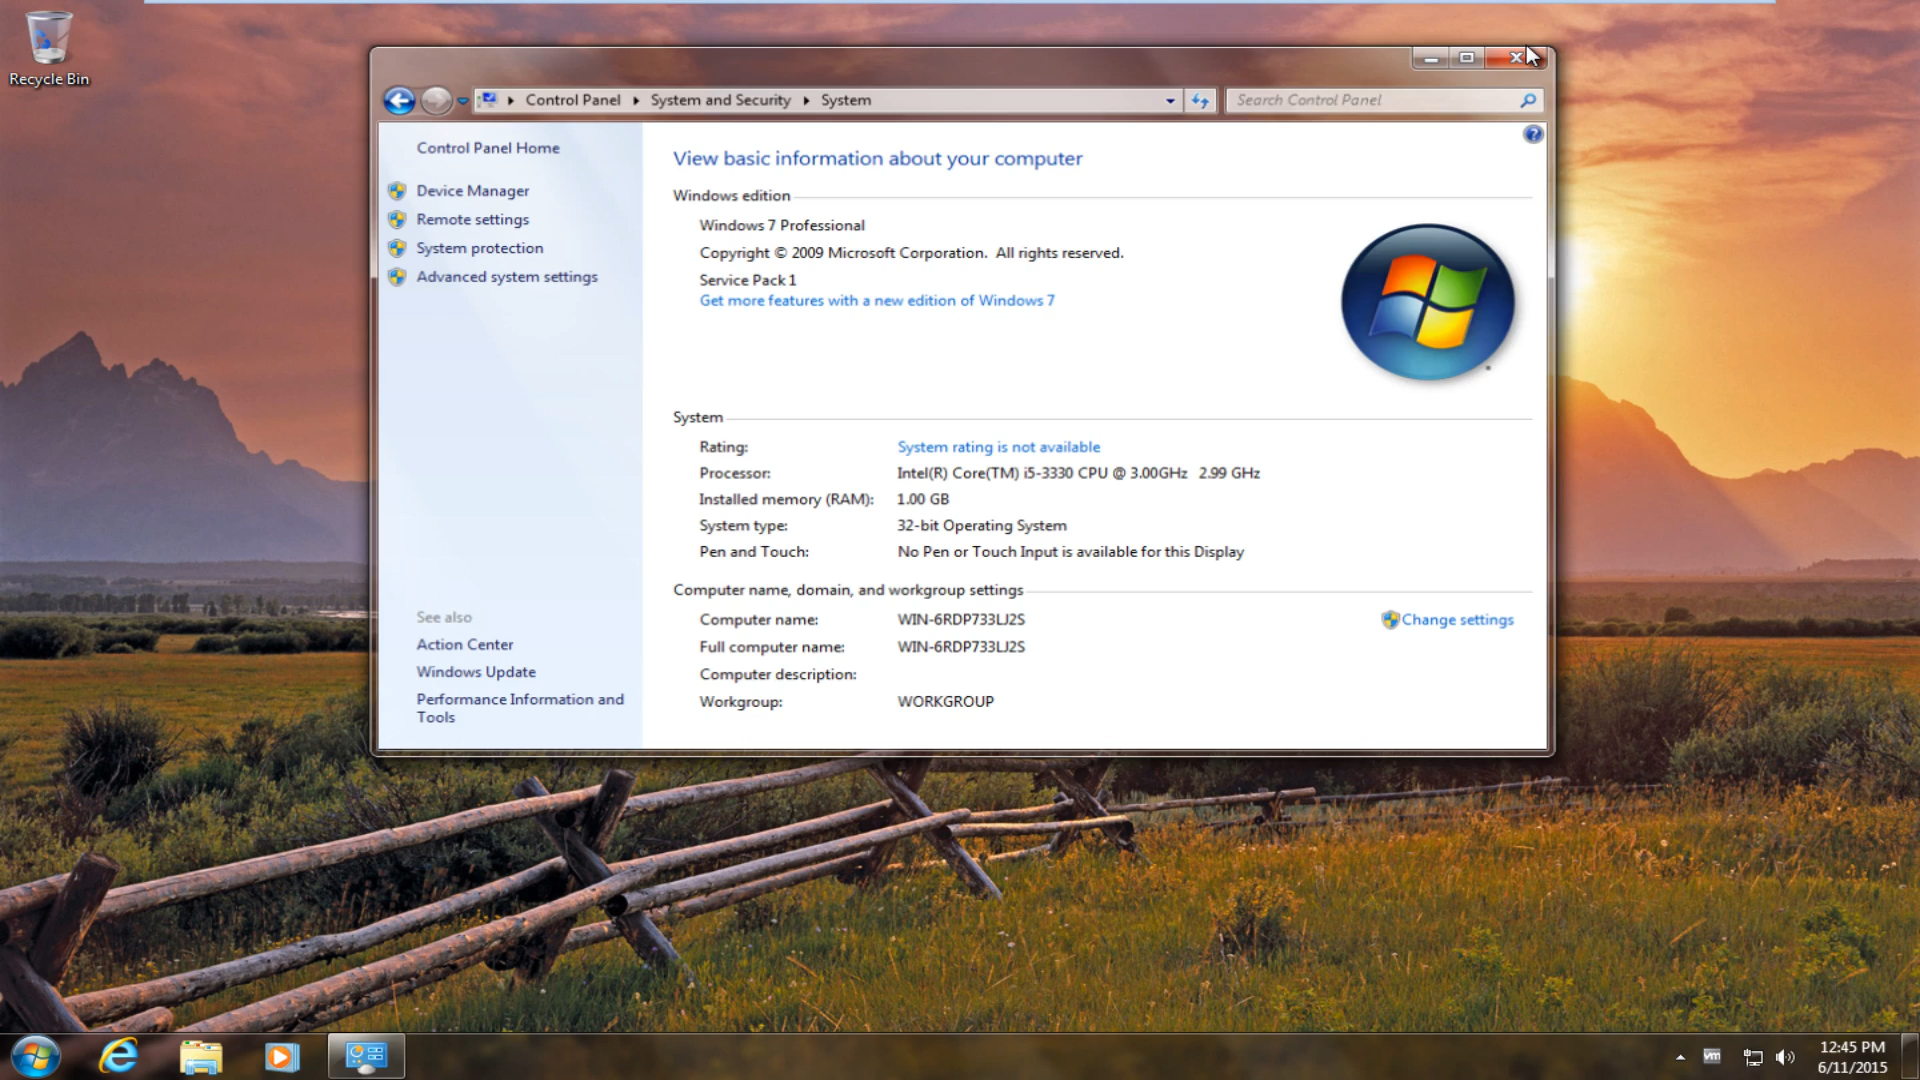 Recycle Bin
Control Panel System and Security System
Search Control Panel
Control Panel Home
Device Manager
Remote settings
System protection
Advanced system settings
See also
Action Center
Windows Update
Performance Information and
Tools
View basic information about your computer
Windows edition
Windows 7 Professional
Copyright © 2009 Microsoft Corporation.  All rights reserved.
Service Pack 1
Get more features with a new edition of Windows 7
System
Rating: System rating is not available
Processor: Intel(R) Core(TM) i5-3330 CPU @ 3.00GHz   2.99 GHz
Installed memory (RAM): 1.00 GB
System type: 32-bit Operating System
Pen and Touch: No Pen or Touch Input is available for this Display
Computer name, domain, and workgroup settings
Computer name: WIN-6RDP733LJ2S Change settings
Full computer name: WIN-6RDP733LJ2S
Computer description:
Workgroup: WORKGROUP
vm
12:45 PM
6/11/2015